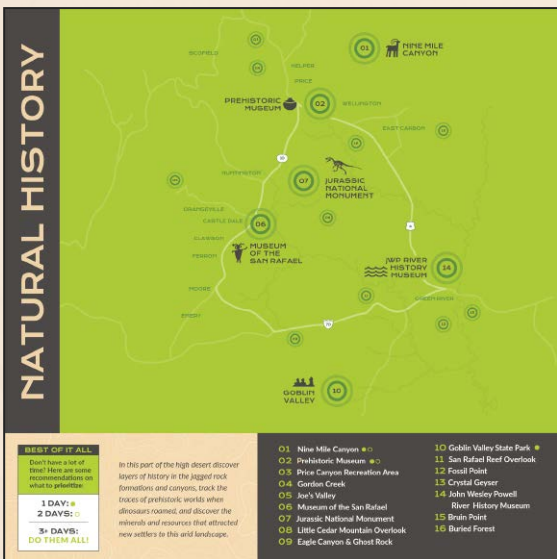 NATURAL HISTORY
01 NINE MILE
CANYON
SCOFIELD
HELPER
PRICE
PREHISTORIC
MUSEUM
02
WELLINGTON
EAST CARBON
10
HUNTINGTON
07
JURASSIC
NATIONAL
MONUMENT
ORANGEVILLE
CASTLE DALE
06
CLAWSON
MUSEUM
OF THE
SAN RAFAEL
FERRON
6
JWP RIVER
HISTORY
MUSEUM
14
MOORE
GREEN RIVER
EMERY
70
GOBLIN
VALLEY
10
BEST OF IT ALL
Don't have a lot of
time? Here are some
recommendations on
what to prioritize:
1 DAY:
2 DAYS:
3+ DAYS:
DO THEM ALL!
In this part of the high desert discover
layers of history in the jagged rock
formations and canyons, track the
traces of prehistoric worlds when
dinosaurs roamed, and discover the
minerals and resources that attracted
new settlers to this arid landscape.
01 Nine Mile Canyon
02 Prehistoric Museum
03 Price Canyon Recreation Area
04 Gordon Creek
05 Joe's Valley
06 Museum of the San Rafael
07 Jurassic National Monument
08 Little Cedar Mountain Overlook
09 Eagle Canyon & Ghost Rock
10 Goblin Valley State Park
11 San Rafael Reef Overlook
12 Fossil Point
13 Crystal Geyser
14 John Wesley Powell
River History Museum
15 Bruin Point
16 Buried Forest